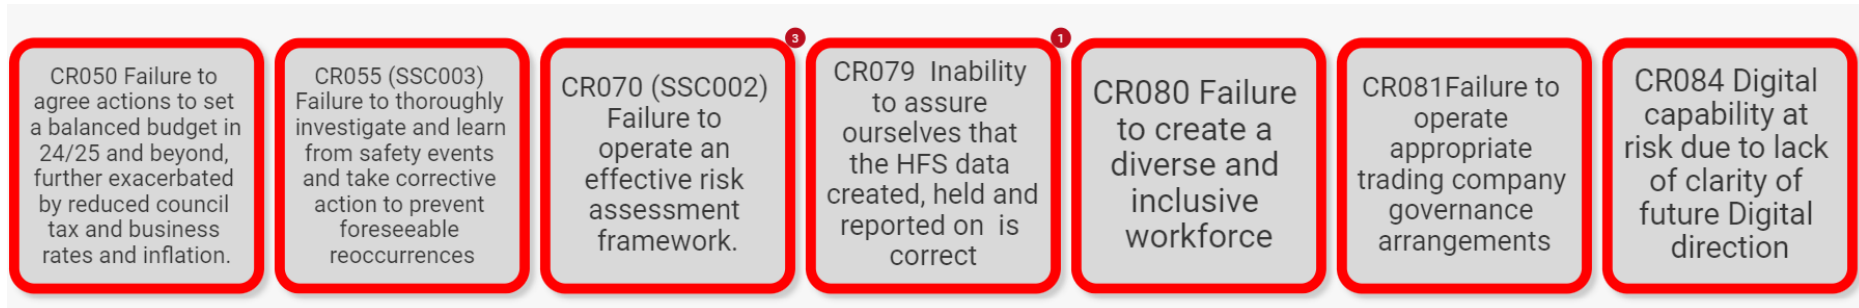 CR050 Failure to
agree actions to set
a balanced budget in
24/25 and beyond,
further exacerbated
by reduced council
tax and business
rates and inflation.
CR055 (SSC003)
Failure to thoroughly
investigate and learn
from safety events
and take corrective
action to prevent
foreseeable
reoccurrences
3
CR070 (SSC002)
Failure to
operate an
effective risk
assessment
framework.
1
CR079  Inability
to assure
ourselves that
the HFS data
created, held and
reported on  is
correct
CR080 Failure
to create a
diverse and
inclusive
workforce
CR081Failure to
operate
appropriate
trading company
governance
arrangements
CR084 Digital
capability at
risk due to lack
of clarity of
future Digital
direction